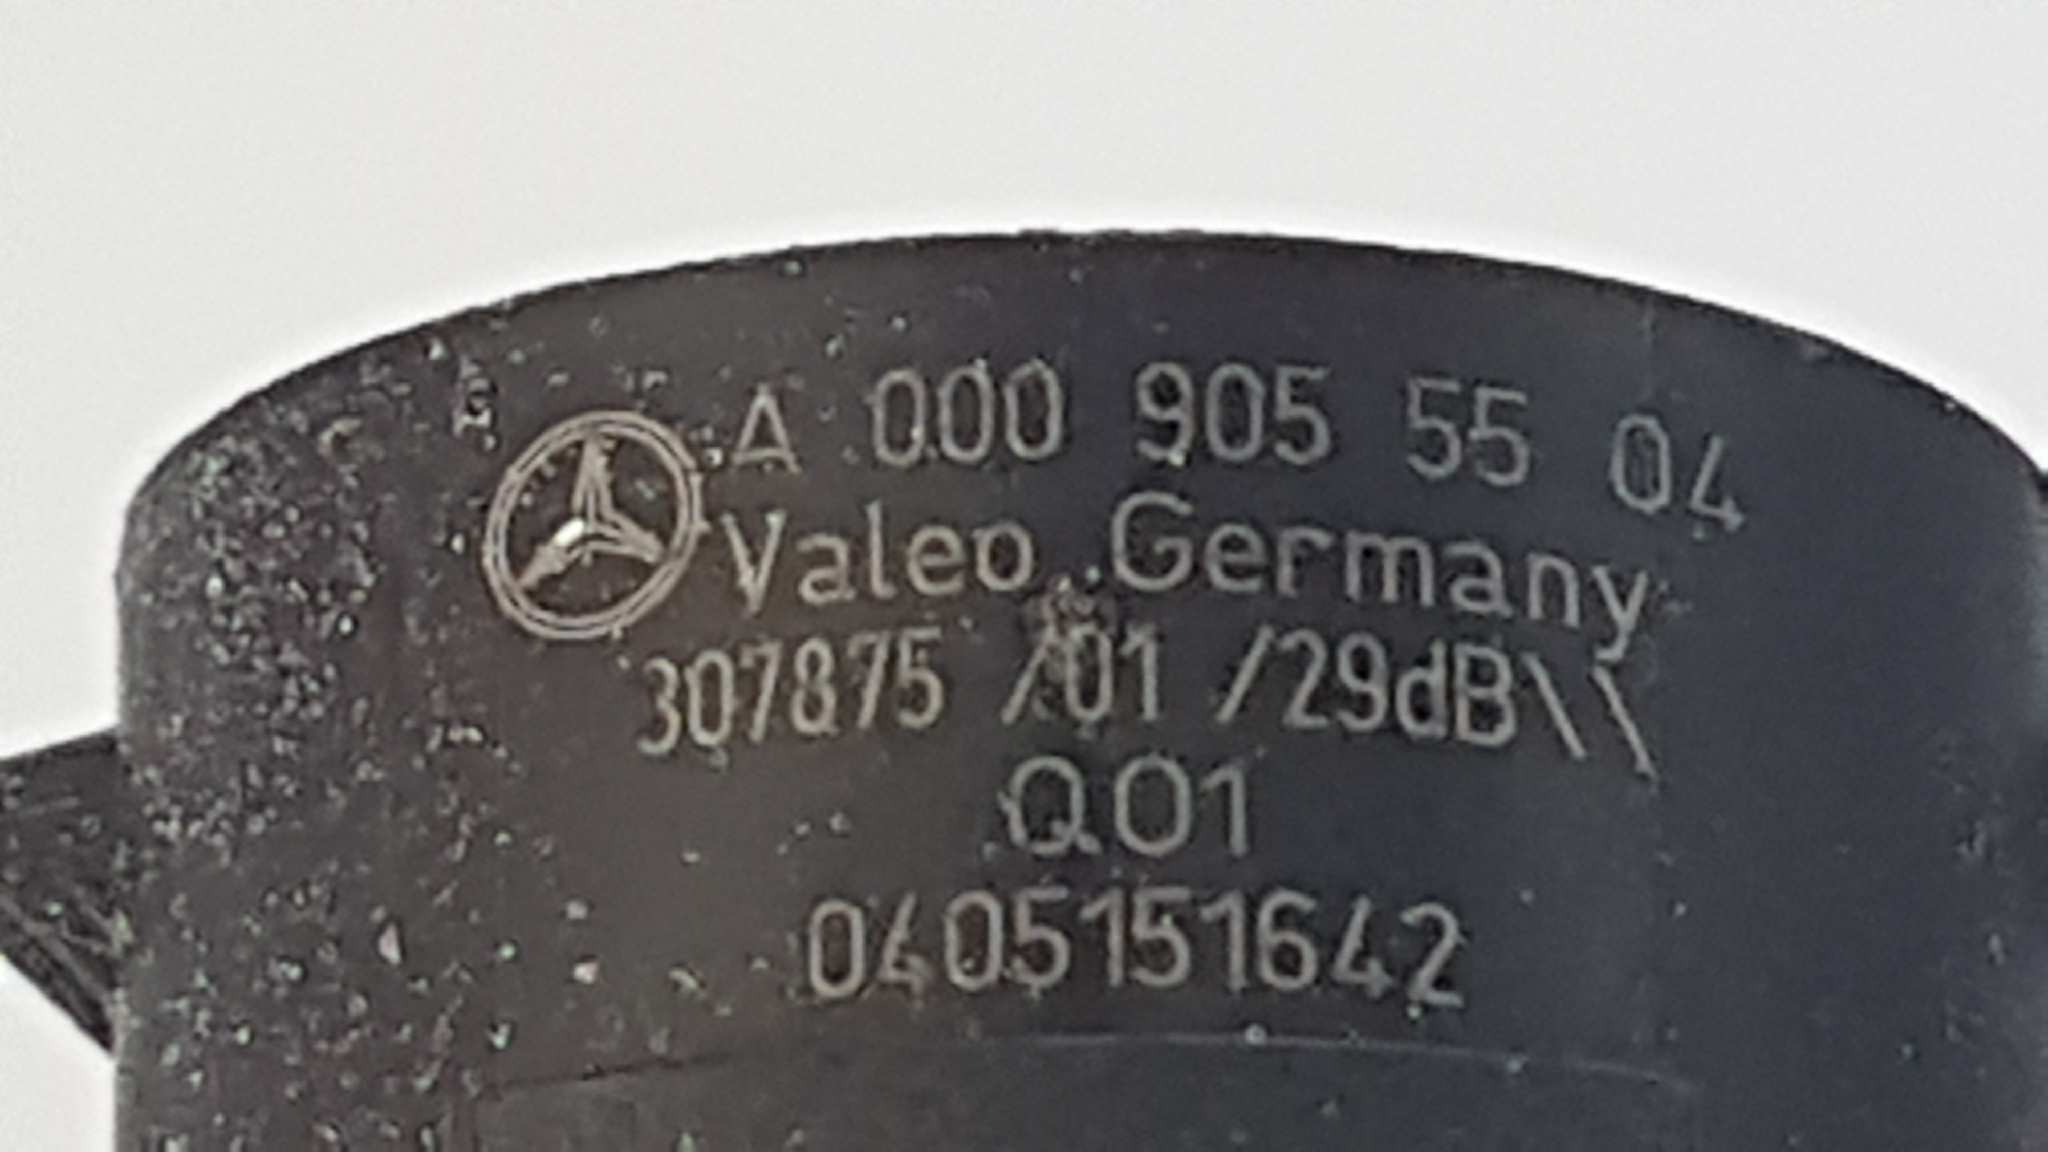 A 000 905 55 04
Valeo Germany
307875 /01 /29dB\\
Q01
0405151642